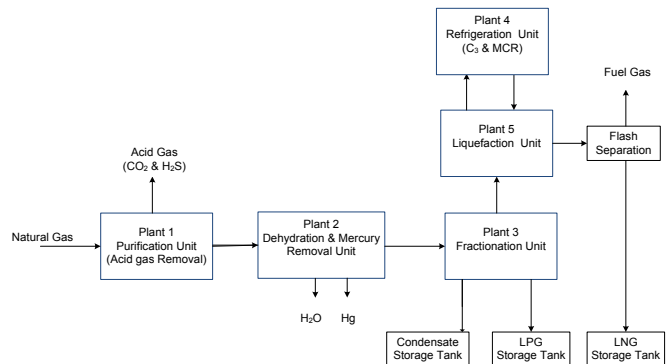 Plant 4
Refrigeration Unit
(C₃ & MCR)
Fuel Gas
Plant 5
Liquefaction Unit
Flash
Separation
Acid Gas
(CO₂ & H₂S)
Natural Gas
Plant 1
Purification Unit
(Acid gas Removal)
Plant 2
Dehydration & Mercury
Removal Unit
Plant 3
Fractionation Unit
H₂O
Hg
Condensate
Storage Tank
LPG
Storage Tank
LNG
Storage Tank